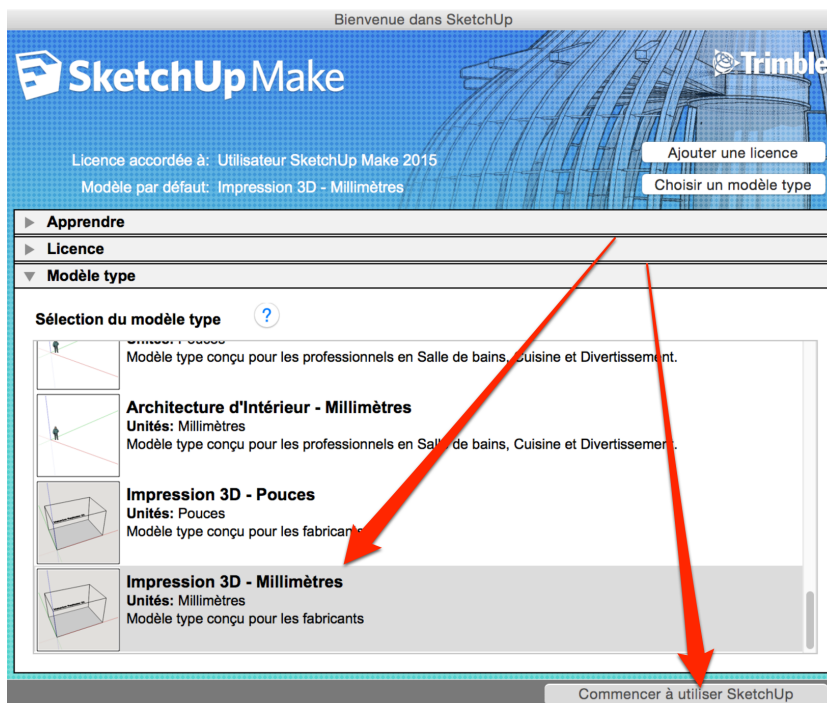 Bienvenue dans SketchUp
SketchUp Make
Trimble
Licence accordée à: Utilisateur SketchUp Make 2015
Ajouter une licence
Modèle par défaut: Impression 3D - Millimètres
Choisir un modèle type
Apprendre
Licence
Modèle type
Sélection du modèle type ?
Unités: Pouces
Modèle type conçu pour les professionnels en Salle de bains, Cuisine et Divertissement.
Architecture d'Intérieur - Millimètres
Unités: Millimètres
Modèle type conçu pour les professionnels en Salle de bains, Cuisine et Divertissement.
Impression 3D - Pouces
Unités: Pouces
Modèle type conçu pour les fabricants
Impression 3D - Millimètres
Unités: Millimètres
Modèle type conçu pour les fabricants
Commencer à utiliser SketchUp